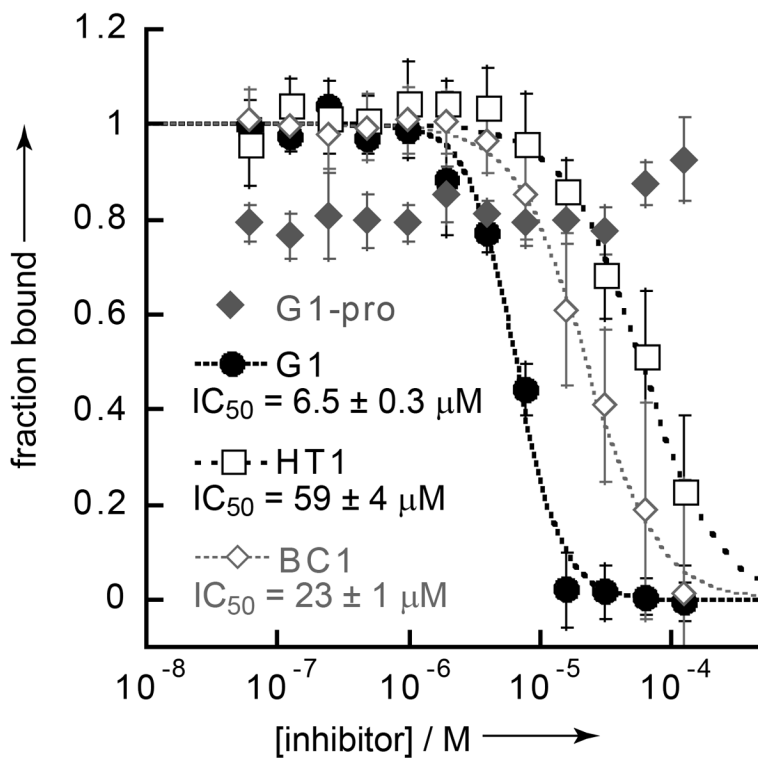 1.2
1
0.8
0.6
0.4
0.2
0
fraction bound
G1-pro
G1
IC₅₀ = 6.5 ± 0.3 μM
HT1
IC₅₀ = 59 ± 4 μM
BC1
IC₅₀ = 23 ± 1 μM
10⁻⁸ 10⁻⁷ 10⁻⁶ 10⁻⁵ 10⁻⁴
[inhibitor] / M